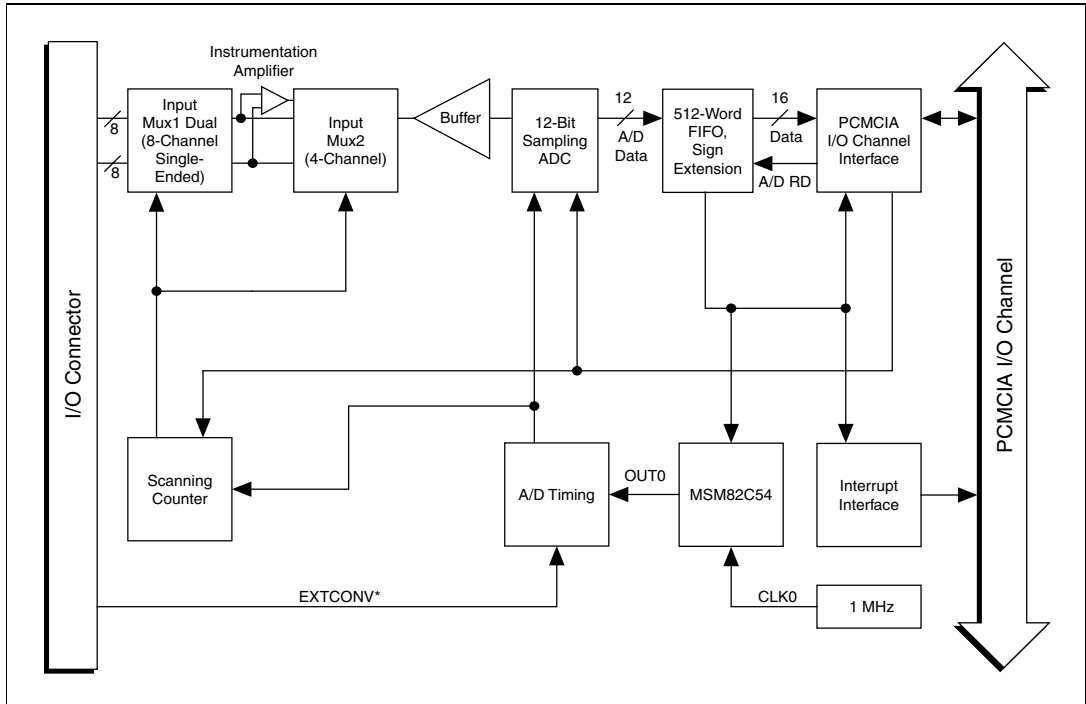 Instrumentation
Amplifier
8
8
Input
Mux1 Dual
(8-Channel
Single-
Ended)
Input
Mux2
(4-Channel)
Buffer
12-Bit
Sampling
ADC
12
A/D
Data
512-Word
FIFO,
Sign
Extension
16
Data
A/D RD
PCMCIA
I/O Channel
Interface
I/O Connector
PCMCIA I/O Channel
Scanning
Counter
A/D Timing
OUT0
MSM82C54
Interrupt
Interface
EXTCONV*
CLK0
1 MHz